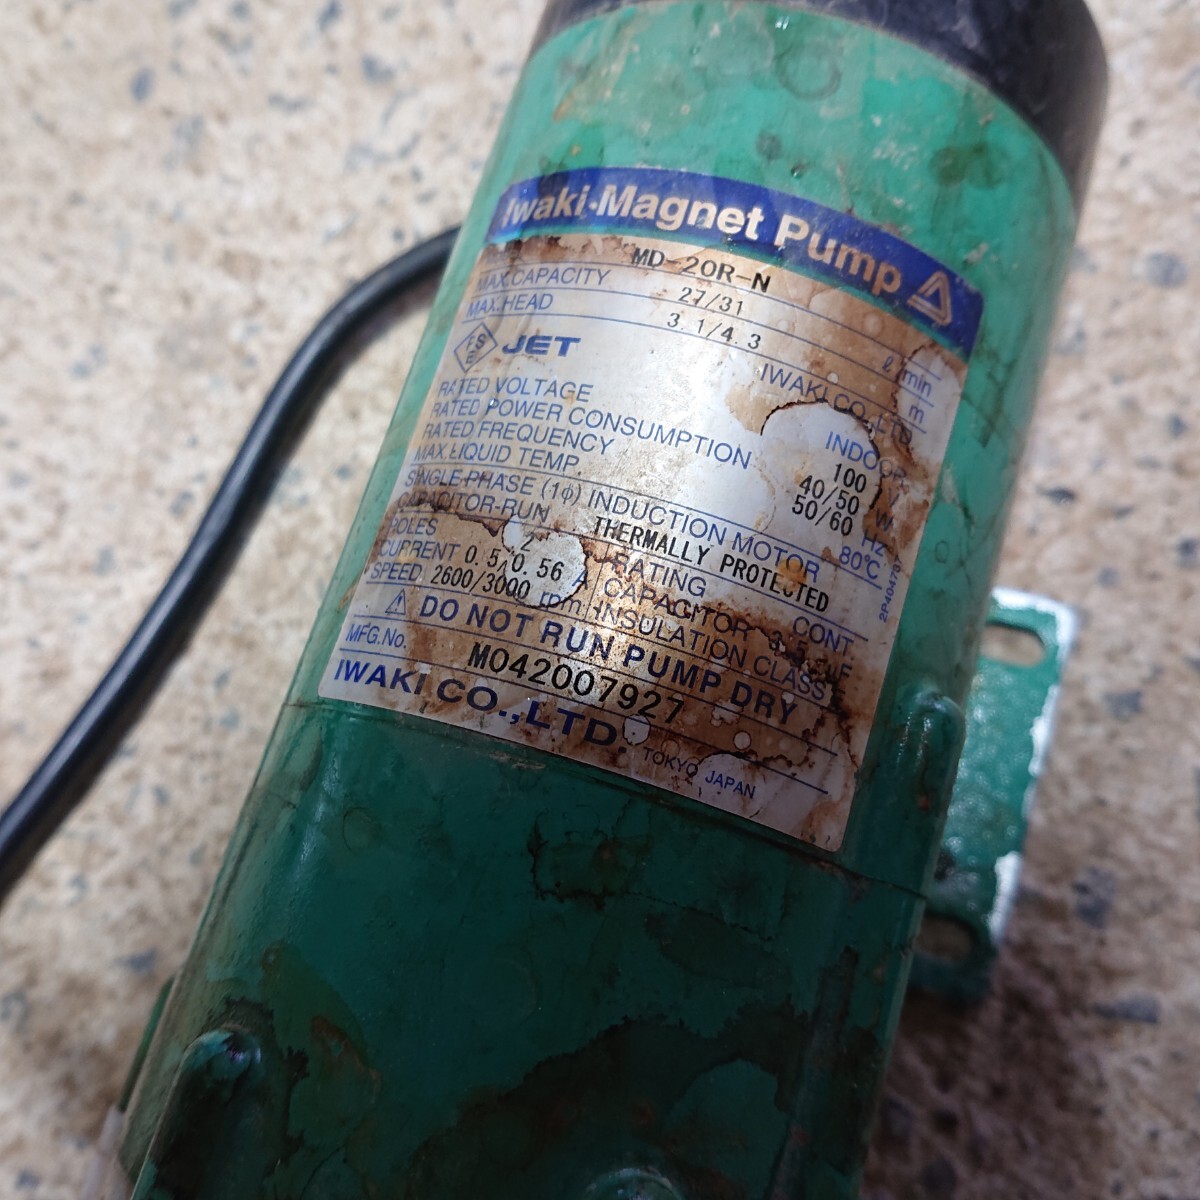 Iwaki·Magnet Pump
MD-20R-N
MAX.CAPACITY 27/31 ℓ/min
MAX.HEAD 3.1/4.3 m
JET IWAKI CO.,LTD.
INDOOR
RATED VOLTAGE 100
RATED POWER CONSUMPTION 40/50 W
RATED FREQUENCY 50/60 Hz
MAX.LIQUID TEMP. 80℃
SINGLE-PHASE (1φ) INDUCTION MOTOR
CAPACITOR-RUN THERMALLY PROTECTED
POLES 2 RATING CONT
CURRENT 0.5/0.56 A CAPACITOR
SPEED 2600/3000 rpm INSULATION CLASS
DO NOT RUN PUMP DRY
MFG.No. M042007927
IWAKI CO.,LTD. TOKYO JAPAN